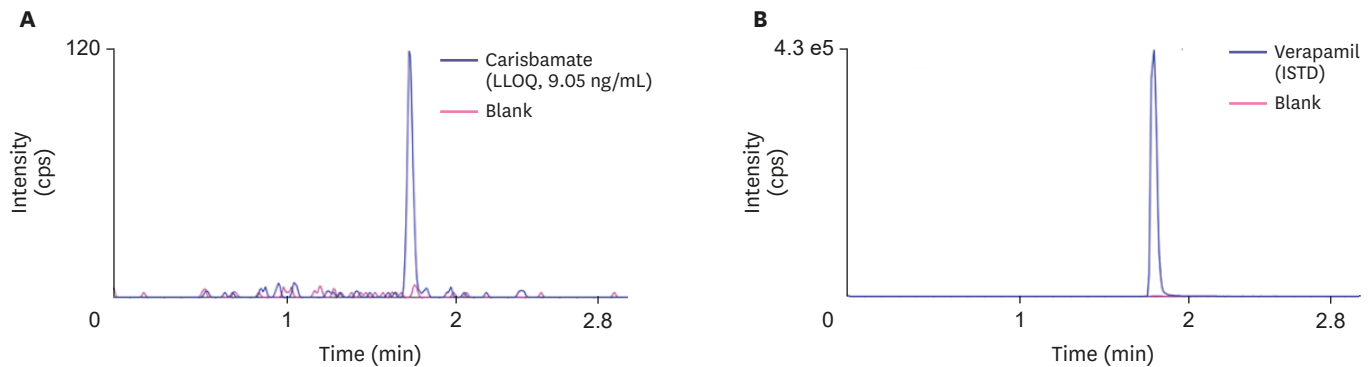 A
120
Carisbamate
(LLOQ, 9.05 ng/mL)
Blank
Intensity
(cps)
0
1
2
2.8
Time (min)
B
4.3 e5
Verapamil
(ISTD)
Blank
Intensity
(cps)
0
1
2
2.8
Time (min)